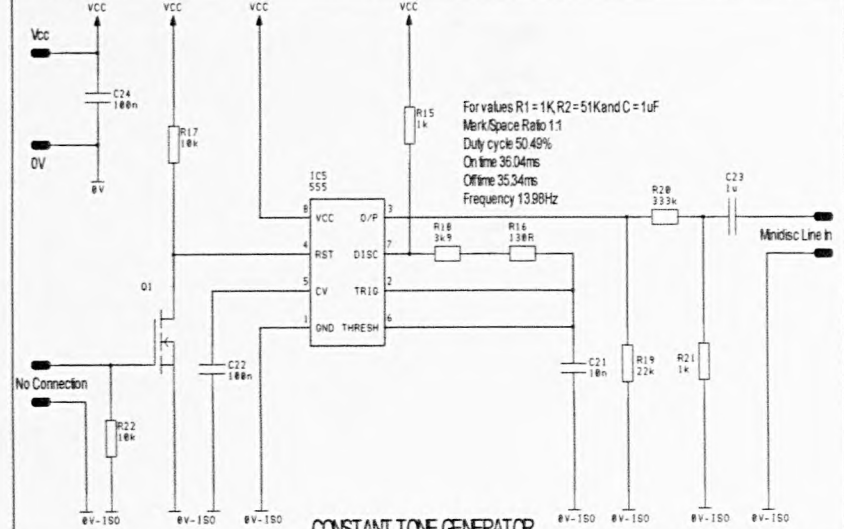 VCC VCC VCC VCC
Vcc
C24
100n
0V
0V
R17
10k
R15
1k
For values R1 = 1K, R2 = 51K and C = 1uF
Mark/Space Ratio 1:1
Duty cycle 50.49%
On time 36.04ms
Off time 35.34ms
Frequency 13.98Hz
IC5
555
8 VCC O/P 3
4 RST DISC 7
5 CV TRIG 2
1 GND THRESH 6
R18
3k9
R16
130R
R20
333k
C23
1u
Minidisc Line In
Q1
No Connection
R22
10k
C22
100n
C21
10n
R19
22k
R21
1k
0V-ISO 0V-ISO 0V-ISO 0V-ISO 0V-ISO 0V-ISO 0V-ISO 0V-ISO
CONSTANT TONE GENERATOR